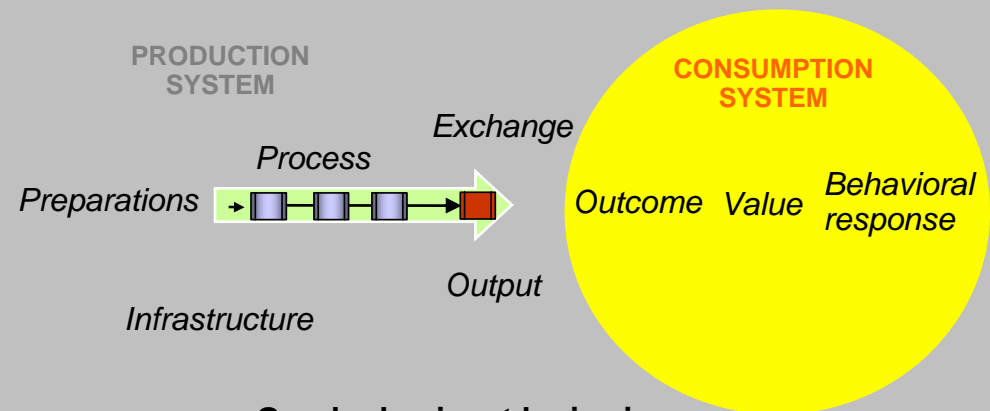 PRODUCTION
SYSTEM
CONSUMPTION
SYSTEM
Exchange
Process
Preparations
Outcome
Value
Behavioral
response
Output
Infrastructure